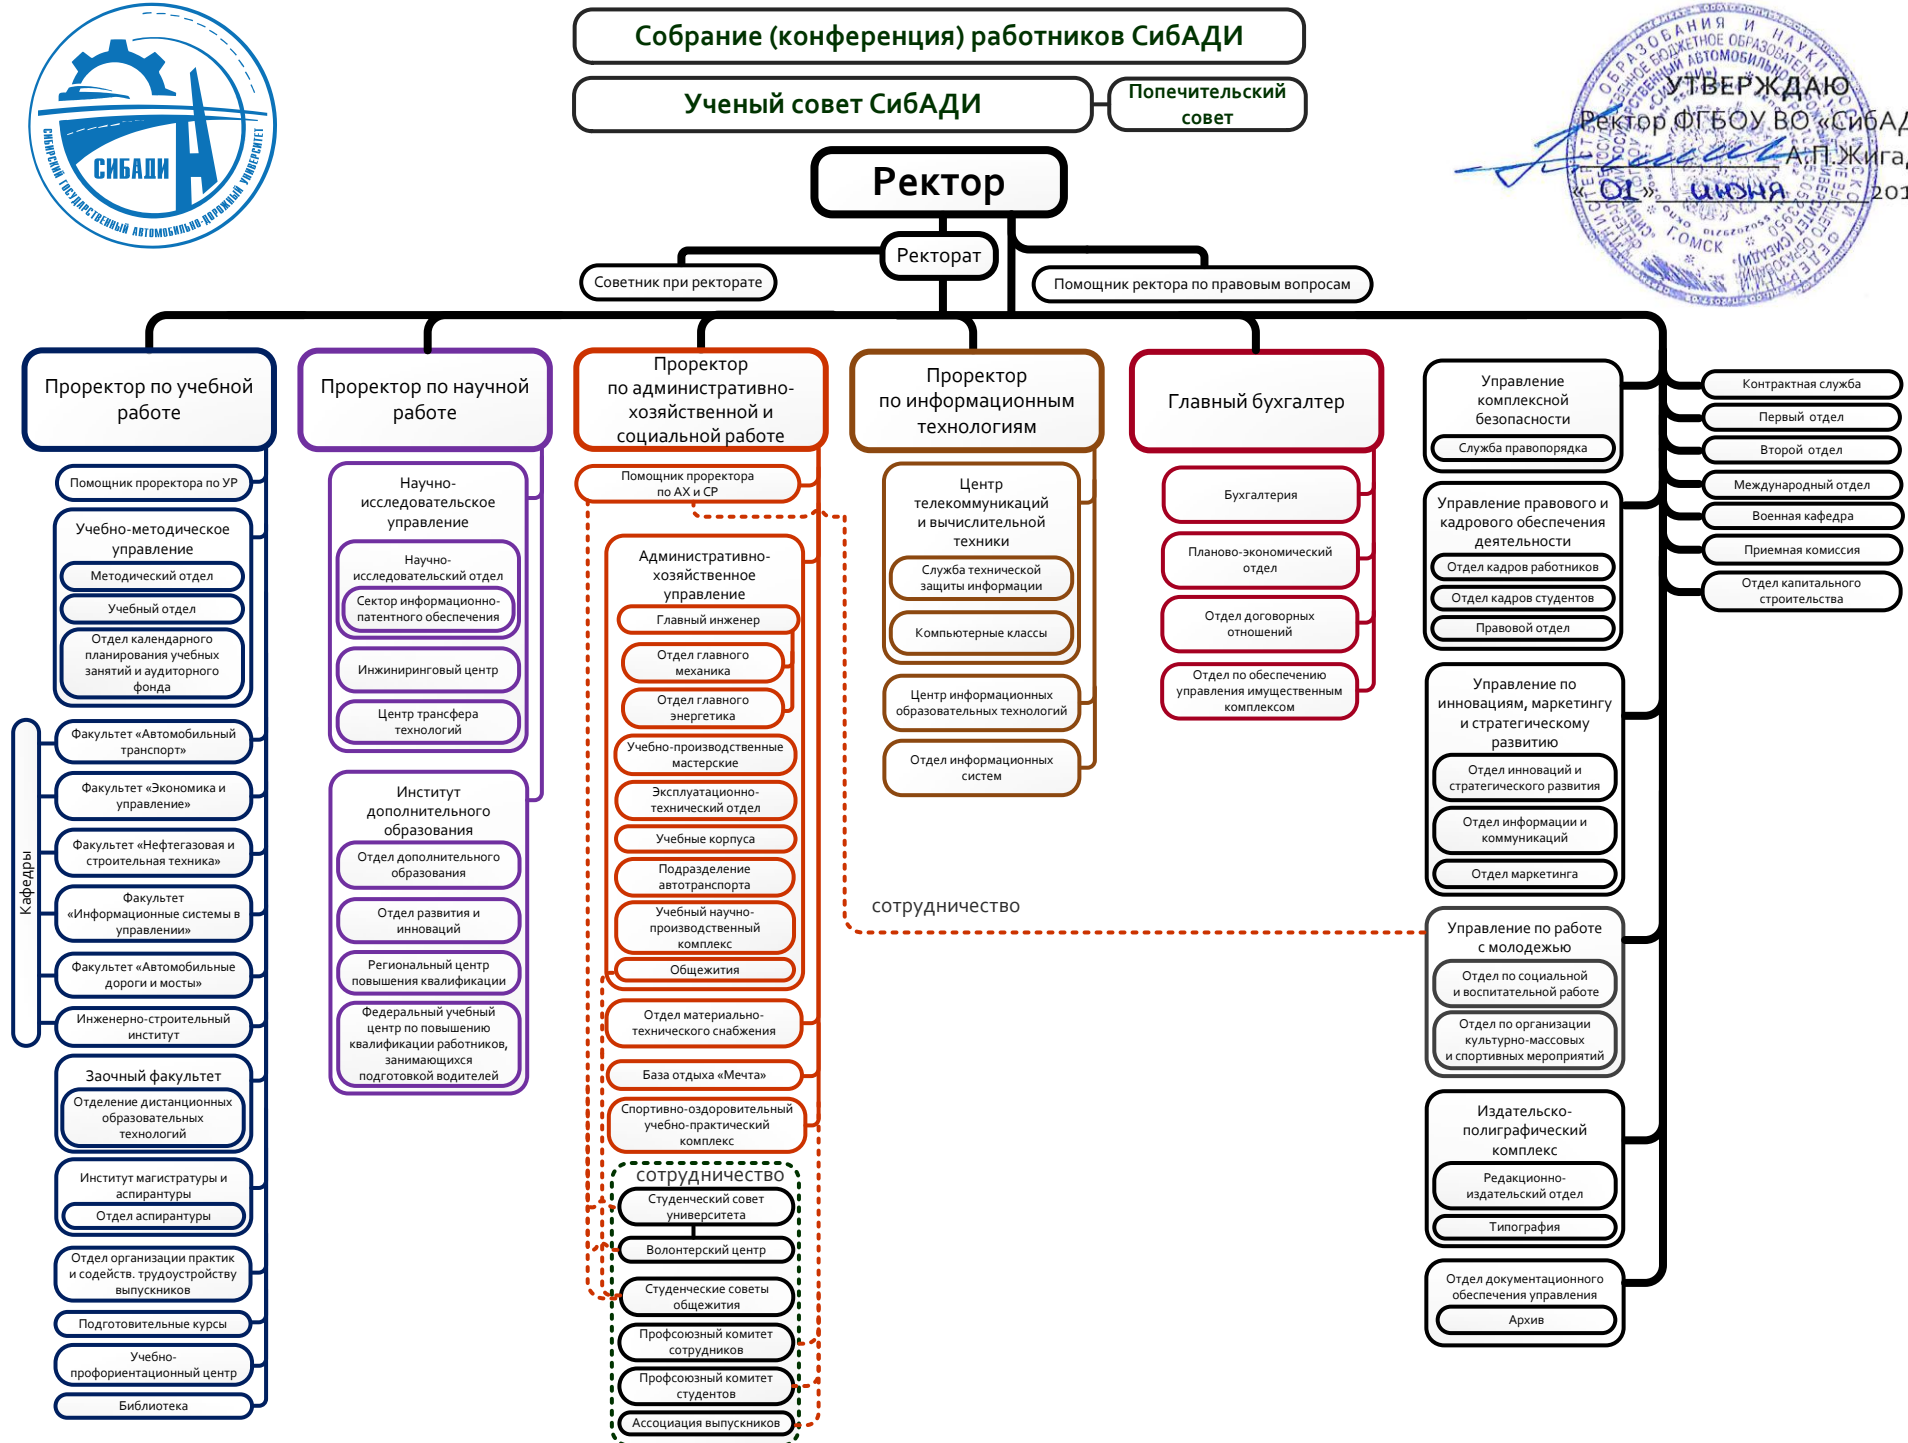 СИБАДИ
СИБИРСКИЙ ГОСУДАРСТВЕННЫЙ АВТОМОБИЛЬНО-ДОРОЖНЫЙ УНИВЕРСИТЕТ
Собрание (конференция) работников СибАДИ
Ученый совет СибАДИ
Попечительский
совет
УТВЕРЖДАЮ
Ректор ФГБОУ ВО «СибАД
А.П.Жига
« 01 » июня 201
Г.ОМСК
Ректор
Ректорат
Советник при ректорате
Помощник ректора по правовым вопросам
Проректор по учебной
работе
Помощник проректора по УР
Учебно-методическое
управление
Методический отдел
Учебный отдел
Отдел календарного
планирования учебных
занятий и аудиторного
фонда
Кафедры
Факультет «Автомобильный
транспорт»
Факультет «Экономика и
управление»
Факультет «Нефтегазовая и
строительная техника»
Факультет
«Информационные системы в
управлении»
Факультет «Автомобильные
дороги и мосты»
Инженерно-строительный
институт
Заочный факультет
Отделение дистанционных
образовательных
технологий
Институт магистратуры и
аспирантуры
Отдел аспирантуры
Отдел организации практик
и содейств. трудоустройству
выпускников
Подготовительные курсы
Учебно-
профориентационный центр
Библиотека
Проректор по научной
работе
Научно-
исследовательское
управление
Научно-
исследовательский отдел
Сектор информационно-
патентного обеспечения
Инжиниринговый центр
Центр трансфера
технологий
Институт
дополнительного
образования
Отдел дополнительного
образования
Отдел развития и
инноваций
Региональный центр
повышения квалификации
Федеральный учебный
центр по повышению
квалификации работников,
занимающихся
подготовкой водителей
Проректор
по административно-
хозяйственной и
социальной работе
Помощник проректора
по АХ и СР
Административно-
хозяйственное
управление
Главный инженер
Отдел главного
механика
Отдел главного
энергетика
Учебно-производственные
мастерские
Эксплуатационно-
технический отдел
Учебные корпуса
Подразделение
автотранспорта
Учебный научно-
производственный
комплекс
Общежития
Отдел материально-
технического снабжения
База отдыха «Мечта»
Спортивно-оздоровительный
учебно-практический
комплекс
сотрудничество
Студенческий совет
университета
Волонтерский центр
Студенческие советы
общежития
Профсоюзный комитет
сотрудников
Профсоюзный комитет
студентов
Ассоциация выпускников
Проректор
по информационным
технологиям
Центр
телекоммуникаций
и вычислительной
техники
Служба технической
защиты информации
Компьютерные классы
Центр информационных
образовательных технологий
Отдел информационных
систем
сотрудничество
Главный бухгалтер
Бухгалтерия
Планово-экономический
отдел
Отдел договорных
отношений
Отдел по обеспечению
управления имущественным
комплексом
Управление
комплексной
безопасности
Служба правопорядка
Управление правового и
кадрового обеспечения
деятельности
Отдел кадров работников
Отдел кадров студентов
Правовой отдел
Управление по
инновациям, маркетингу
и стратегическому
развитию
Отдел инноваций и
стратегического развития
Отдел информации и
коммуникаций
Отдел маркетинга
Управление по работе
с молодежью
Отдел по социальной
и воспитательной работе
Отдел по организации
культурно-массовых
и спортивных мероприятий
Издательско-
полиграфический
комплекс
Редакционно-
издательский отдел
Типография
Отдел документационного
обеспечения управления
Архив
Контрактная служба
Первый отдел
Второй отдел
Международный отдел
Военная кафедра
Приемная комиссия
Отдел капитального
строительства